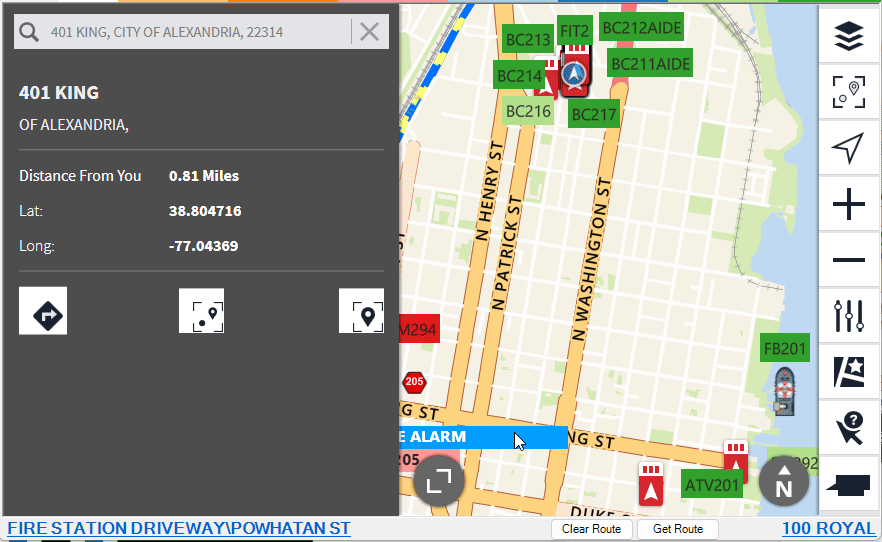 401 KING, CITY OF ALEXANDRIA, 22314
401 KING
OF ALEXANDRIA,
Distance From You 0.81 Miles
Lat: 38.804716
Long: -77.04369
BC213
FIT2
BC212AIDE
BC214
BC211AIDE
BC216
BC217
N HENRY ST
N PATRICK ST
N WASHINGTON ST
M294
FB201
205
G ST
E ALARM
NG ST
205
92
ATV201
N
DUKE
FIRE STATION DRIVEWAY\POWHATAN ST
Clear Route
Get Route
100 ROYAL